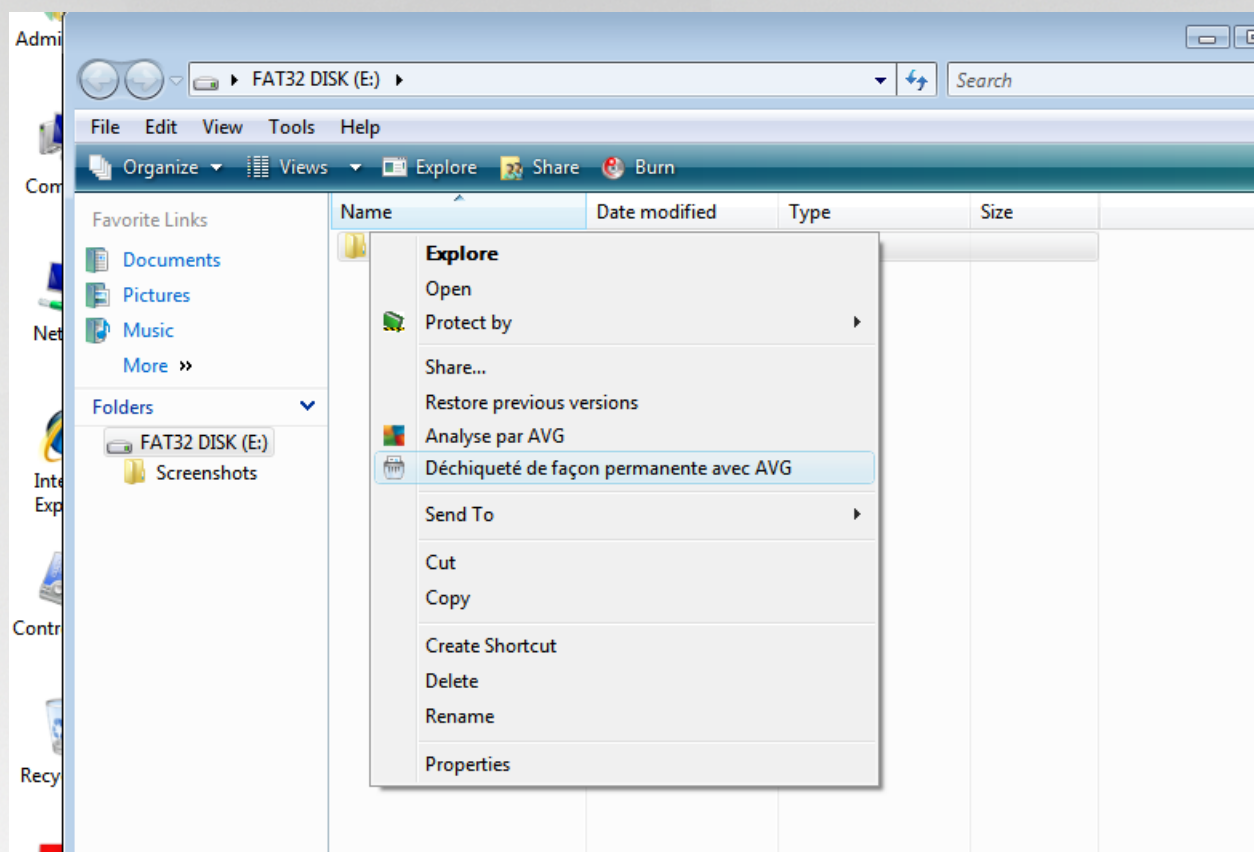 Admi
FAT32 DISK (E:)
Search
File Edit View Tools Help
Organize Views Explore Share Burn
Com
Favorite Links
Name Date modified Type Size
Documents
Pictures
Music
More »
Net
Folders
FAT32 DISK (E:)
Screenshots
Inte
Exp
Contr
Recy
Explore
Open
Protect by
Share...
Restore previous versions
Analyse par AVG
Déchiqueté de façon permanente avec AVG
Send To
Cut
Copy
Create Shortcut
Delete
Rename
Properties